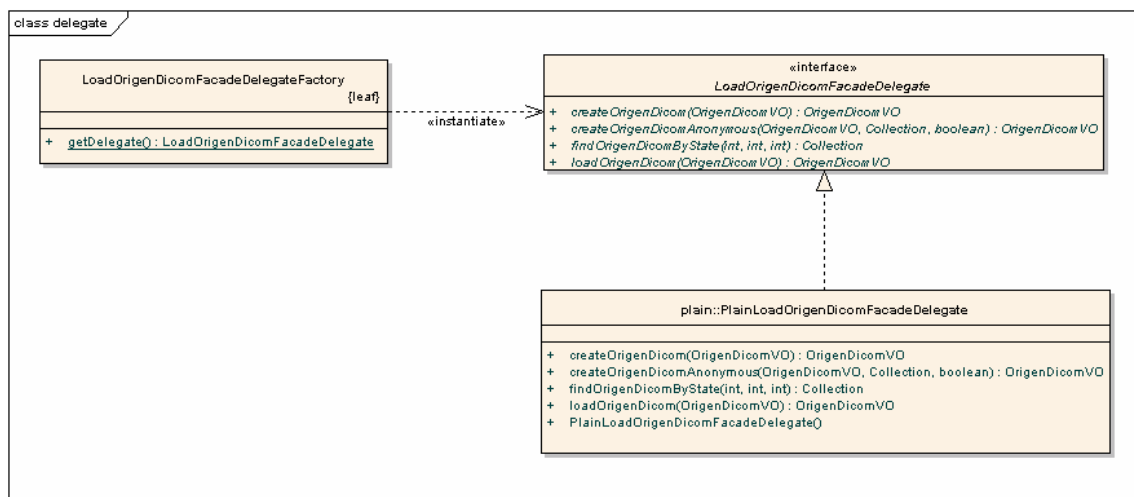 class delegate
LoadOrigenDicomFacadeDelegateFactory
{leaf}
+ getDelegate() : LoadOrigenDicomFacadeDelegate
«instantiate»
«interface»
LoadOrigenDicomFacadeDelegate
+ createOrigenDicom(OrigenDicomVO) : OrigenDicomVO
+ createOrigenDicomAnonymous(OrigenDicomVO, Collection, boolean) : OrigenDicomVO
+ findOrigenDicomByState(int, int, int) : Collection
+ loadOrigenDicom(OrigenDicomVO) : OrigenDicomVO
plain::PlainLoadOrigenDicomFacadeDelegate
+ createOrigenDicom(OrigenDicomVO) : OrigenDicomVO
+ createOrigenDicomAnonymous(OrigenDicomVO, Collection, boolean) : OrigenDicomVO
+ findOrigenDicomByState(int, int, int) : Collection
+ loadOrigenDicom(OrigenDicomVO) : OrigenDicomVO
+ PlainLoadOrigenDicomFacadeDelegate()